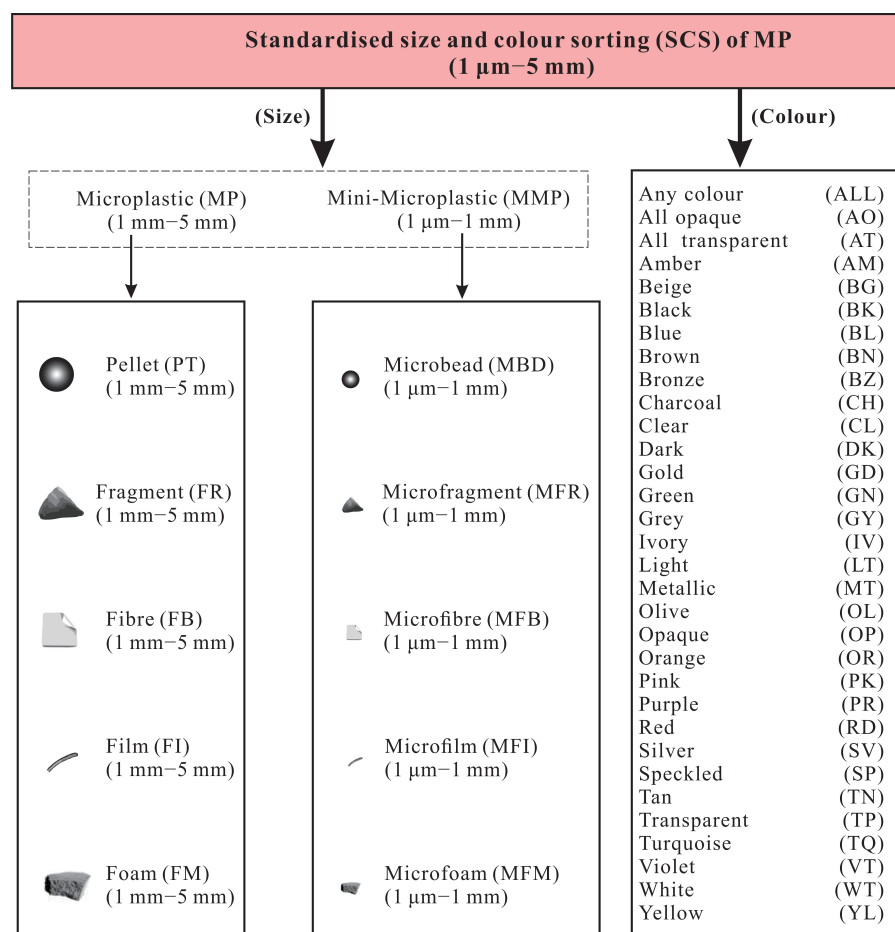 Standardised size and colour sorting (SCS) of MP
(1 μm−5 mm)
(Size)
(Colour)
Microplastic (MP)
(1 mm−5 mm)
Mini-Microplastic (MMP)
(1 μm−1 mm)
Pellet (PT)
(1 mm−5 mm)
Fragment (FR)
(1 mm−5 mm)
Fibre (FB)
(1 mm−5 mm)
Film (FI)
(1 mm−5 mm)
Foam (FM)
(1 mm−5 mm)
Microbead (MBD)
(1 μm−1 mm)
Microfragment (MFR)
(1 μm−1 mm)
Microfibre (MFB)
(1 μm−1 mm)
Microfilm (MFI)
(1 μm−1 mm)
Microfoam (MFM)
(1 μm−1 mm)
Any colour (ALL)
All opaque (AO)
All transparent (AT)
Amber (AM)
Beige (BG)
Black (BK)
Blue (BL)
Brown (BN)
Bronze (BZ)
Charcoal (CH)
Clear (CL)
Dark (DK)
Gold (GD)
Green (GN)
Grey (GY)
Ivory (IV)
Light (LT)
Metallic (MT)
Olive (OL)
Opaque (OP)
Orange (OR)
Pink (PK)
Purple (PR)
Red (RD)
Silver (SV)
Speckled (SP)
Tan (TN)
Transparent (TP)
Turquoise (TQ)
Violet (VT)
White (WT)
Yellow (YL)